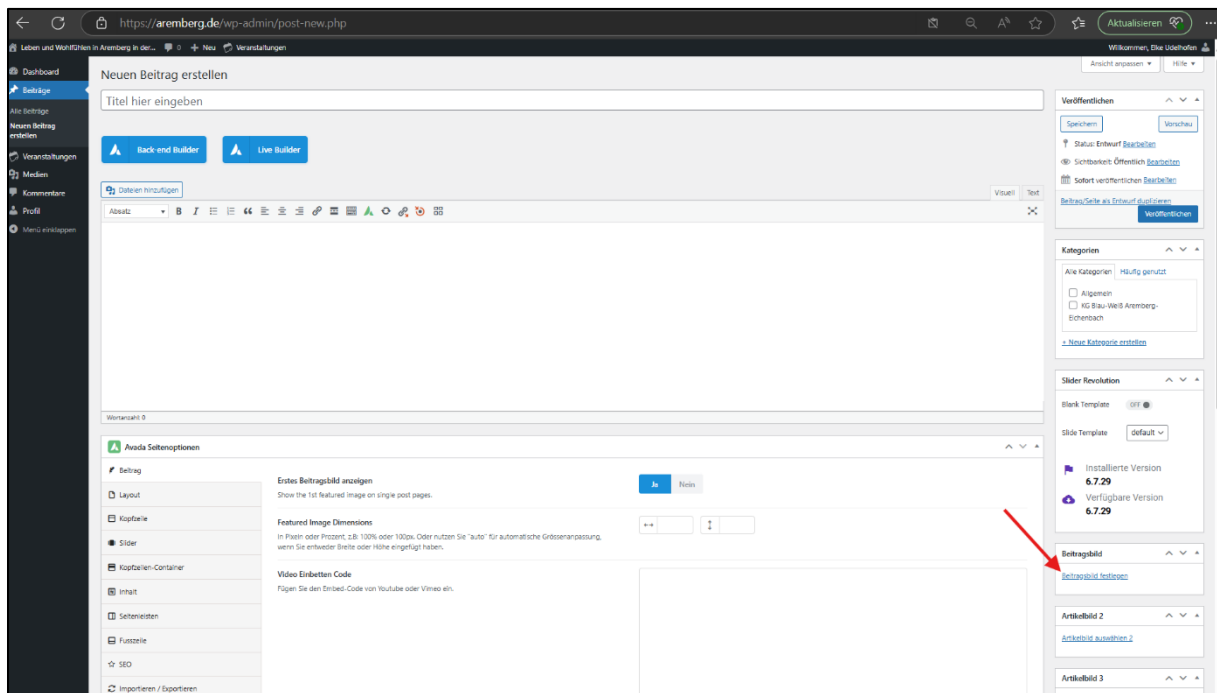 https://aremberg.de/wp-admin/post-new.php
Aktualisieren
Leben und Wohlfühlen in Aremberg in der... 0 Neu Veranstaltungen
Willkommen, Elke Udelhofen
Ansicht anpassen Hilfe
Dashboard
Beiträge
Alle Beiträge
Neuen Beitrag
erstellen
Veranstaltungen
Medien
Kommentare
Profil
Menü einklappen
Neuen Beitrag erstellen
Titel hier eingeben
Back-end Builder Live Builder
Dateien hinzufügen
Visuell Text
Absatz
Wortanzahl: 0
Avada Seitenoptionen
Beitrag
Layout
Kopfzeile
Slider
Kopfzeilen-Container
Inhalt
Seitenleisten
Fusszeile
SEO
Importieren / Exportieren
Erstes Beitragsbild anzeigen
Show the 1st featured image on single post pages.
Ja Nein
Featured Image Dimensions
In Pixeln oder Prozent, z.B: 100% oder 100px. Oder nutzen Sie "auto" für automatische Grössenanpassung,
wenn Sie entweder Breite oder Höhe eingefügt haben.
Video Einbetten Code
Fügen Sie den Embed-Code von Youtube oder Vimeo ein.
Veröffentlichen
Speichern Vorschau
Status: Entwurf Bearbeiten
Sichtbarkeit: Öffentlich Bearbeiten
Sofort veröffentlichen Bearbeiten
Beitrag/Seite als Entwurf duplizieren
Veröffentlichen
Kategorien
Alle Kategorien Häufig genutzt
Allgemein
KG Blau-Weiß Aremberg-
Eichenbach
+ Neue Kategorie erstellen
Slider Revolution
Blank Template OFF
Slide Template default
Installierte Version
6.7.29
Verfügbare Version
6.7.29
Beitragsbild
Beitragsbild festlegen
Artikelbild 2
Artikelbild auswählen 2
Artikelbild 3